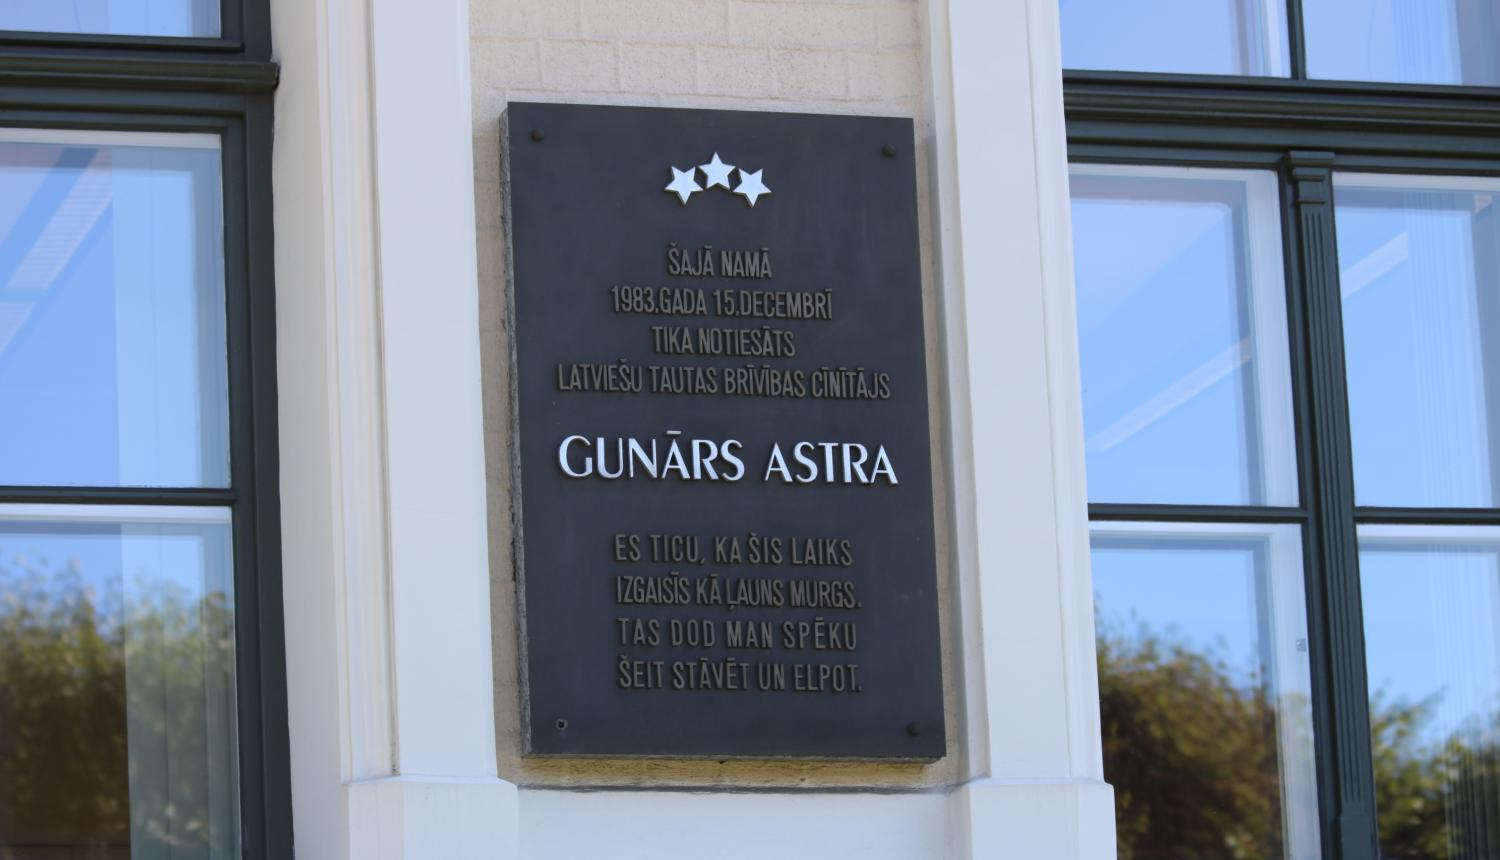 ŠAJĀ NAMĀ
1983.GADA 15.DECEMBRĪ
TIKA NOTIESĀTS
LATVIEŠU TAUTAS BRĪVĪBAS CĪNĪTĀJS
GUNĀRS ASTRA
ES TICU, KA ŠIS LAIKS
IZGAISĪS KĀ ĻAUNS MURGS.
TAS DOD MAN SPĒKU
ŠEIT STĀVĒT UN ELPOT.